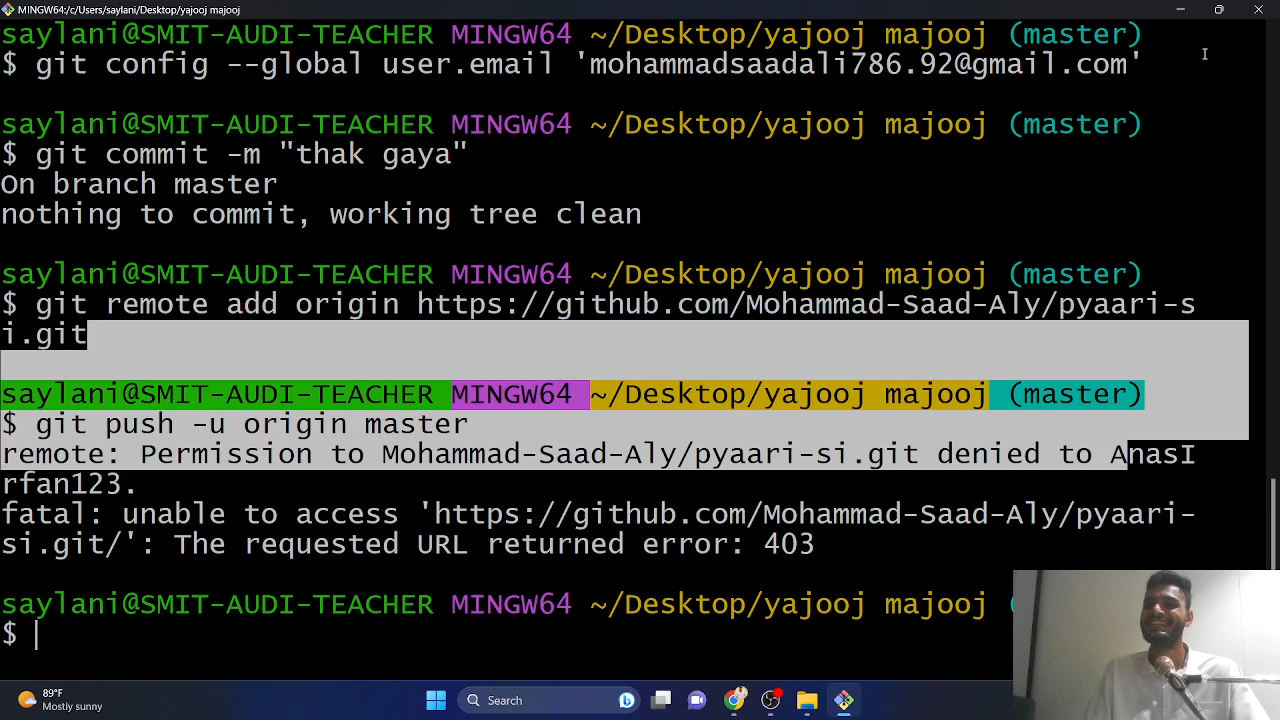 MINGW64:/c/Users/saylani/Desktop/yajooj majooj
saylani@SMIT-AUDI-TEACHER MINGW64 ~/Desktop/yajooj majooj (master)
$ git config --global user.email 'mohammadsaadali786.92@gmail.com'
saylani@SMIT-AUDI-TEACHER MINGW64 ~/Desktop/yajooj majooj (master)
$ git commit -m "thak gaya"
On branch master
nothing to commit, working tree clean
saylani@SMIT-AUDI-TEACHER MINGW64 ~/Desktop/yajooj majooj (master)
$ git remote add origin https://github.com/Mohammad-Saad-Aly/pyaari-s
i.git
saylani@SMIT-AUDI-TEACHER MINGW64 ~/Desktop/yajooj majooj (master)
$ git push -u origin master
remote: Permission to Mohammad-Saad-Aly/pyaari-si.git denied to AnasI
rfan123.
fatal: unable to access 'https://github.com/Mohammad-Saad-Aly/pyaari-
si.git/': The requested URL returned error: 403
saylani@SMIT-AUDI-TEACHER MINGW64 ~/Desktop/yajooj majooj (
$
89°F
Mostly sunny
Search